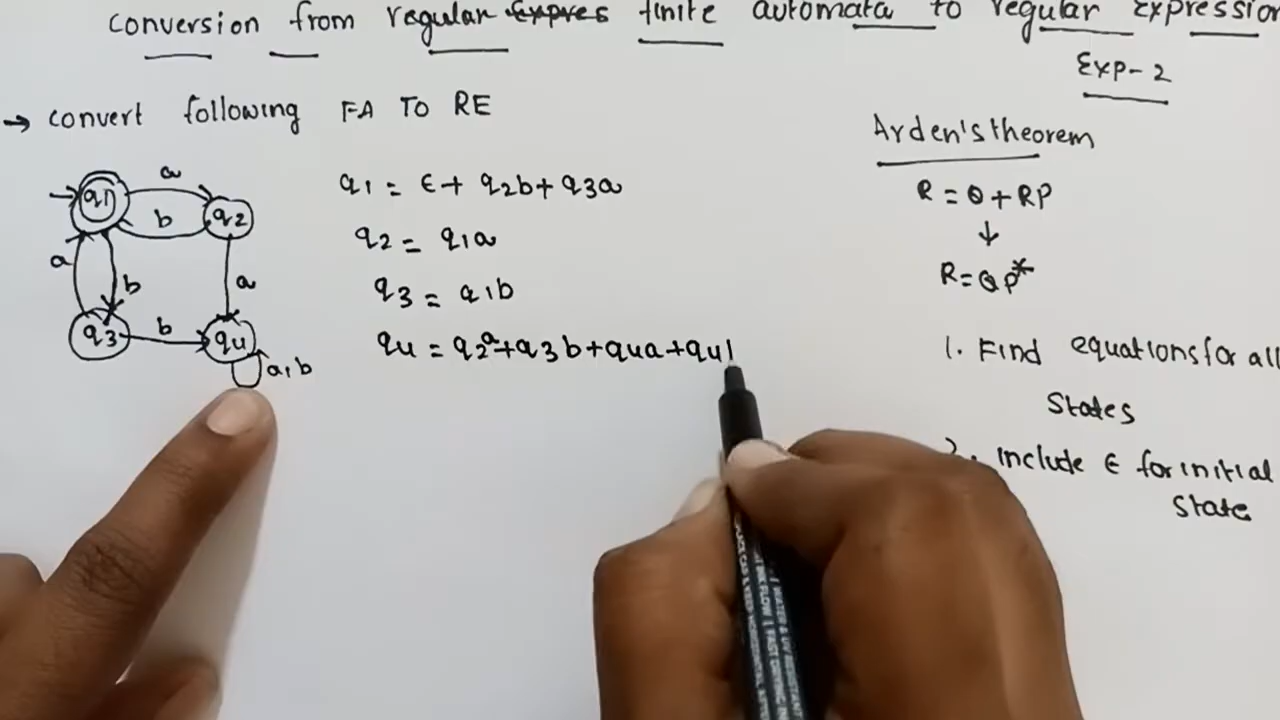 conversion from regular Expres finite automata to regular expression
Exp-2
→ convert following FA TO RE
q1 = ε + q2b + q3a
q2 = q1a
q3 = q1b
q4 = q2a + q3b + q4a + q4
q1
a
b
q2
a
b
a
q3
b
q4
a,b
Arden's theorem
R = Q + RP
↓
R = QP*
1. Find equations for all
States
2. include ε for initial
State